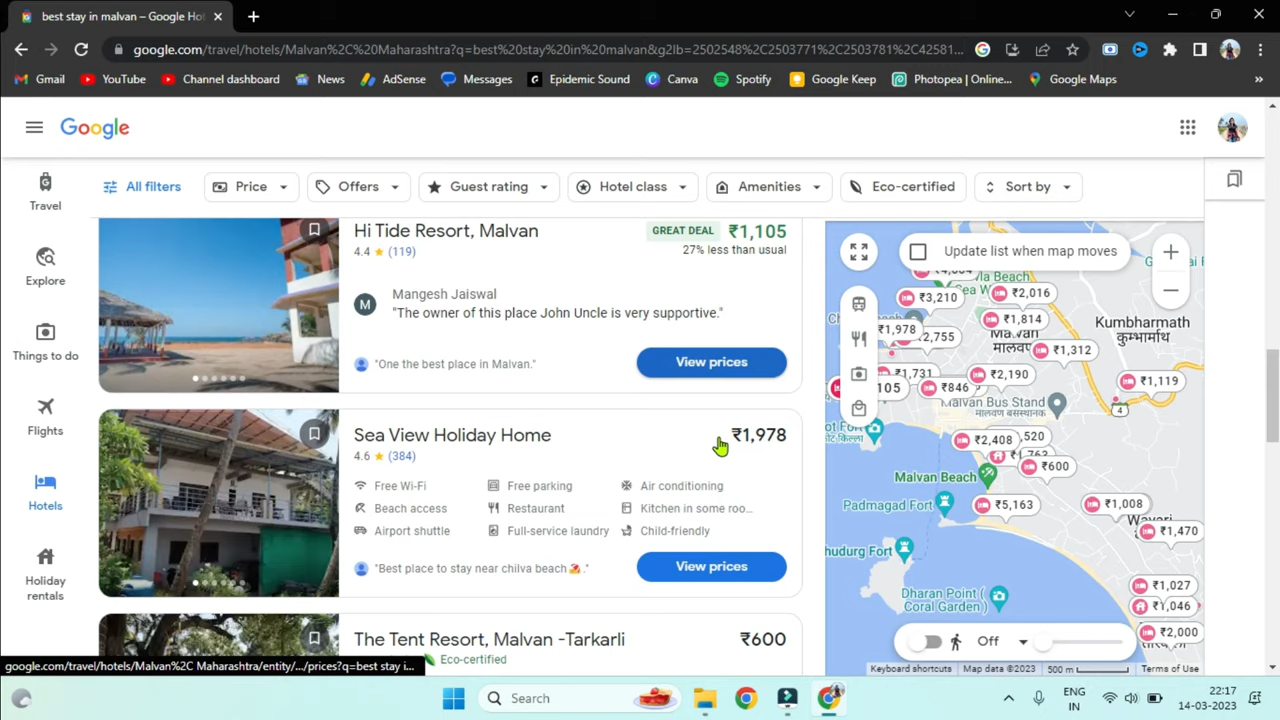 best stay in malvan – Google Hot
google.com/travel/hotels/Malvan%2C%20Maharashtra?q=best%20stay%20in%20malvan&g2lb=2502548%2C2503771%2C2503781%2C42581...
Gmail YouTube Channel dashboard News AdSense Messages Epidemic Sound Canva Spotify Google Keep Photopea | Online... Google Maps
Google
All filters Price Offers Guest rating Hotel class Amenities Eco-certified Sort by
Travel
Explore
Things to do
Flights
Hotels
Holiday
rentals
Hi Tide Resort, Malvan
GREAT DEAL ₹1,105
4.4 (119)
27% less than usual
M
Mangesh Jaiswal
"The owner of this place John Uncle is very supportive."
"One the best place in Malvan."
View prices
Sea View Holiday Home
₹1,978
4.6 (384)
Free Wi-Fi Free parking Air conditioning
Beach access Restaurant Kitchen in some roo...
Airport shuttle Full-service laundry Child-friendly
"Best place to stay near chilva beach🏖️."
View prices
The Tent Resort, Malvan -Tarkarli
₹600
Eco-certified
google.com/travel/hotels/Malvan%2C Maharashtra/entity/.../prices?q=best stay i...
Update list when map moves
vla Beach
₹3,210
₹2,016
₹1,814
₹1,978
2,755
Malvan
मालवण
Kumbharmath
कुम्भार्माथ
₹1,312
₹1,731
₹2,190
105
₹846
₹1,119
Malvan Bus Stand
मालवण बसस्थानक
4
ot Fort
₹2,408
,520
₹600
Malvan Beach
Padmagad Fort
₹5,163
₹1,008
₹1,470
hudurg Fort
Dharan Point (
Coral Garden )
₹1,027
₹1,046
₹2,000
Off
Keyboard shortcuts Map data ©2023 500 m Terms of Use
Search
ENG
IN
22:17
14-03-2023